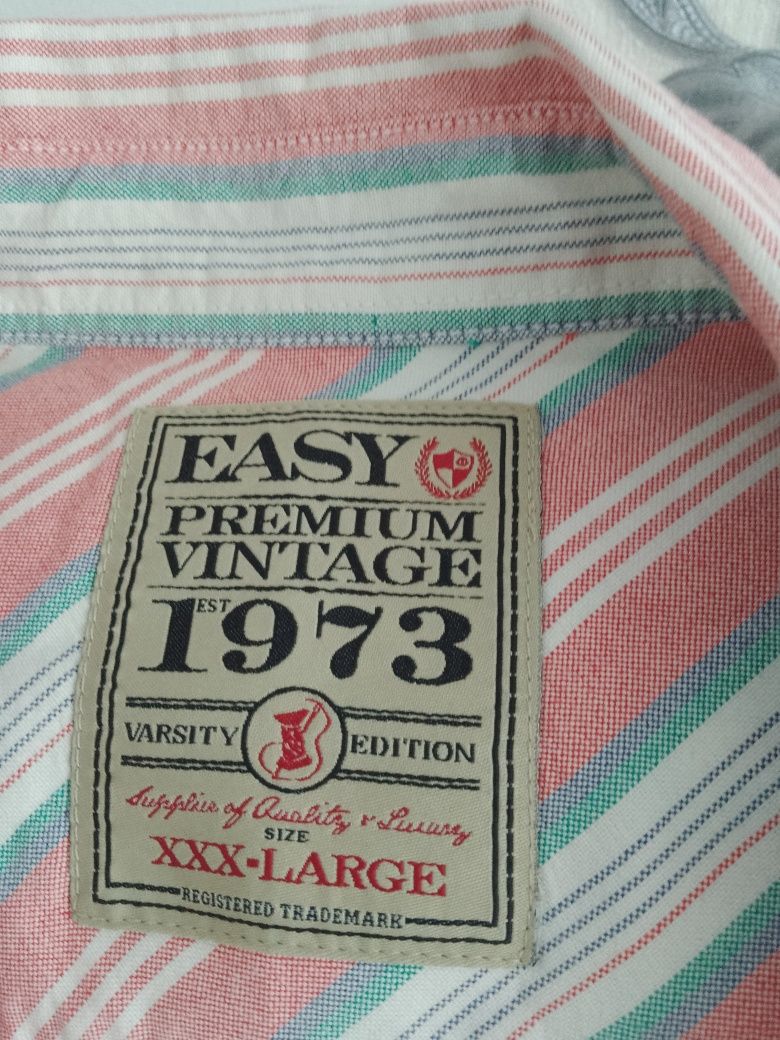 EASY
PREMIUM
VINTAGE
EST 1973
VARSITY EDITION
Supplier of Quality & Luxury
SIZE
XXX-LARGE
REGISTERED TRADEMARK